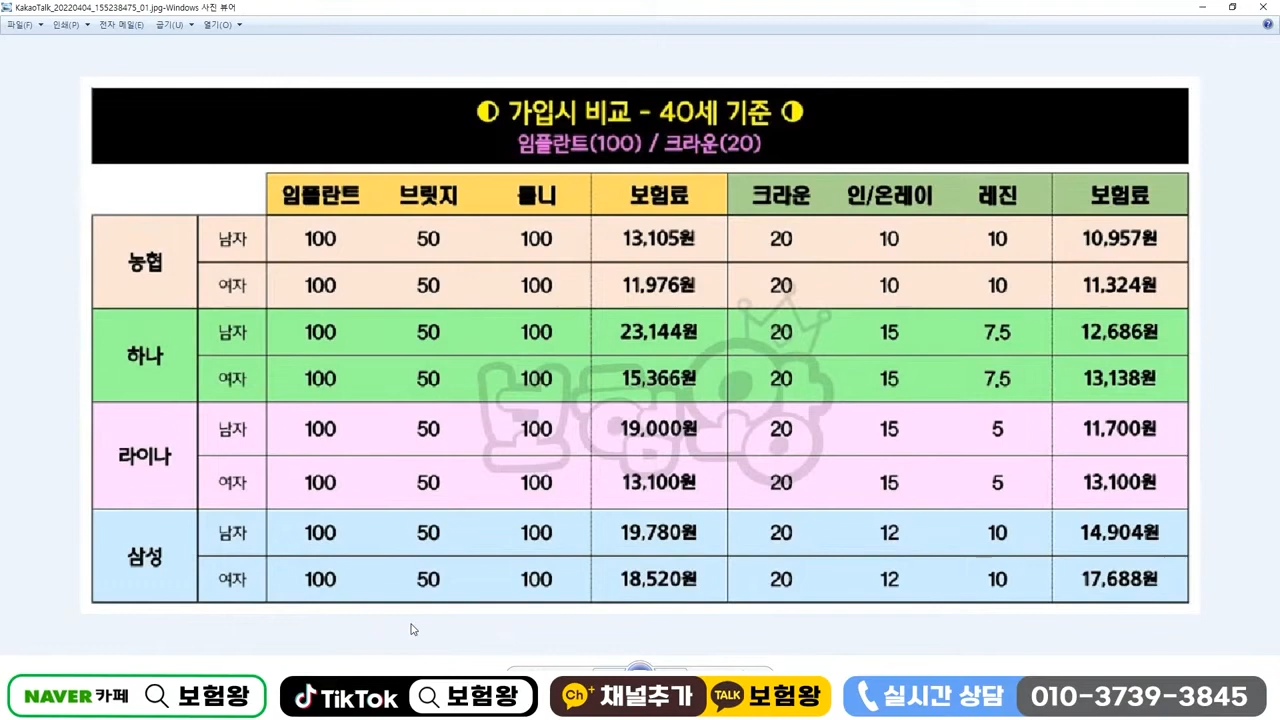 KakaoTalk_20220404_155238475_01.jpg-Windows 사진 뷰어
파일(F) 인쇄(P) 전자 메일(E) 굽기(U) 열기(O)
가입시 비교 - 40세 기준
임플란트(100) / 크라운(20)
임플란트 브릿지 틀니 보험료 크라운 인/온레이 레진 보험료
농협 남자 100 50 100 13,105원 20 10 10 10,957원
여자 100 50 100 11,976원 20 10 10 11,324원
하나 남자 100 50 100 23,144원 20 15 7.5 12,686원
여자 100 50 100 15,366원 20 15 7.5 13,138원
라이나 남자 100 50 100 19,000원 20 15 5 11,700원
여자 100 50 100 13,100원 20 15 5 13,100원
삼성 남자 100 50 100 19,780원 20 12 10 14,904원
여자 100 50 100 18,520원 20 12 10 17,688원
보험왕
NAVER 카페 보험왕 TikTok 보험왕 Ch+ 채널추가 TALK 보험왕 실시간 상담 010-3739-3845